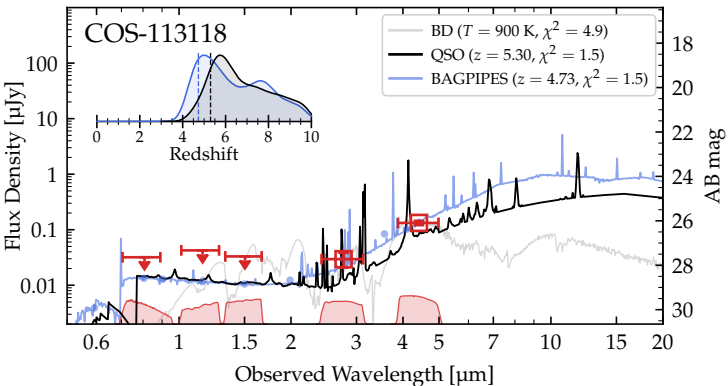 COS-113118
BD (T = 900 K, χ² = 4.9)
QSO (z = 5.30, χ² = 1.5)
BAGPIPES (z = 4.73, χ² = 1.5)
0 2 4 6 8 10
Redshift
100
10
1
0.1
0.01
Flux Density [μJy]
18
20
22
24
26
28
30
AB mag
0.6 1 1.5 2 3 4 5 10 15 20
Observed Wavelength [μm]